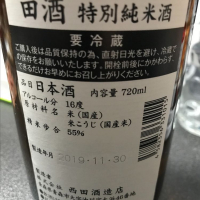 田酒 特別純米酒
要冷蔵
ご購入後は品質保持の為、直射日光を避け、冷蔵で
の保存をお願いいたします。開栓前後にかかわらず、
できるだけお早めにお召し上がりください。
品目 日本酒 内容量 720ml
アルコール分 16度
原材料名 米(国産)
米こうじ(国産米)
精米歩合 55%
製造年月 2019-11-30
西田酒造店